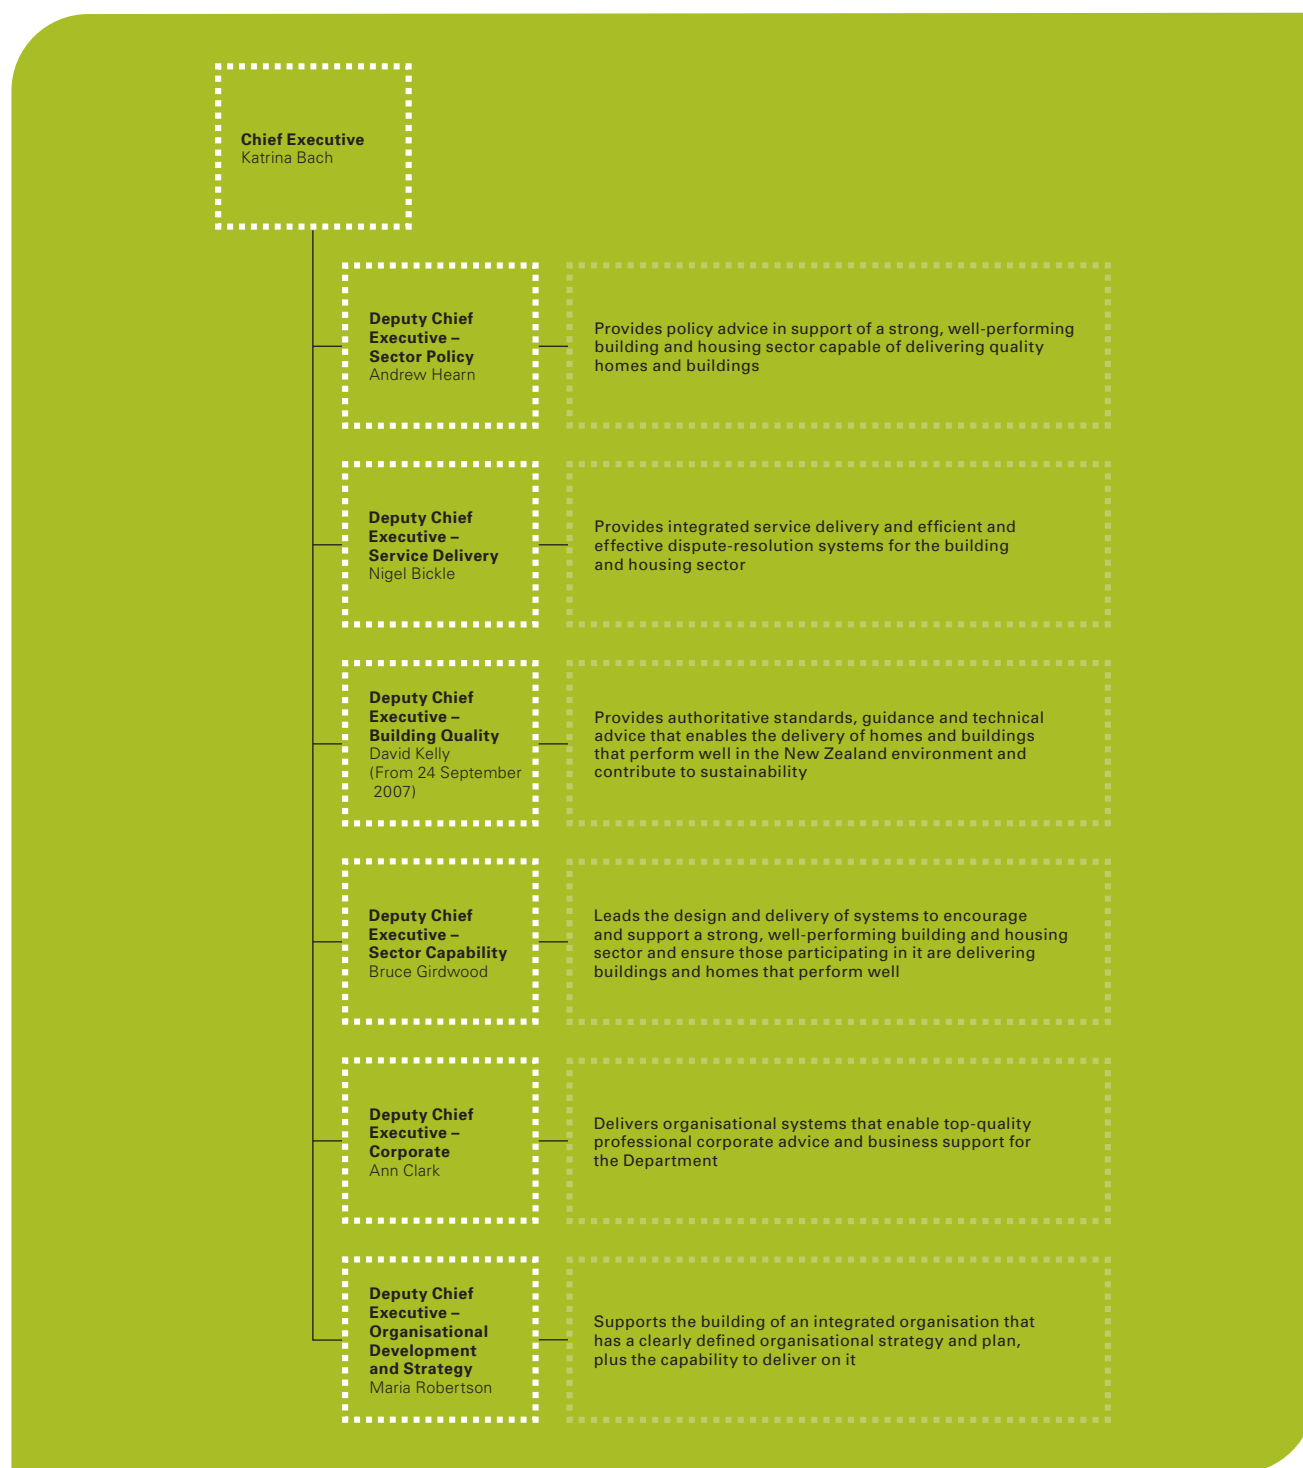 Chief Executive
Katrina Bach
Deputy Chief
Executive –
Sector Policy
Andrew Hearn
Provides policy advice in support of a strong, well-performing
building and housing sector capable of delivering quality
homes and buildings
Deputy Chief
Executive –
Service Delivery
Nigel Bickle
Provides integrated service delivery and efficient and
effective dispute-resolution systems for the building
and housing sector
Deputy Chief
Executive –
Building Quality
David Kelly
(From 24 September
2007)
Provides authoritative standards, guidance and technical
advice that enables the delivery of homes and buildings
that perform well in the New Zealand environment and
contribute to sustainability
Deputy Chief
Executive –
Sector Capability
Bruce Girdwood
Leads the design and delivery of systems to encourage
and support a strong, well-performing building and housing
sector and ensure those participating in it are delivering
buildings and homes that perform well
Deputy Chief
Executive –
Corporate
Ann Clark
Delivers organisational systems that enable top-quality
professional corporate advice and business support for
the Department
Deputy Chief
Executive –
Organisational
Development
and Strategy
Maria Robertson
Supports the building of an integrated organisation that
has a clearly defined organisational strategy and plan,
plus the capability to deliver on it